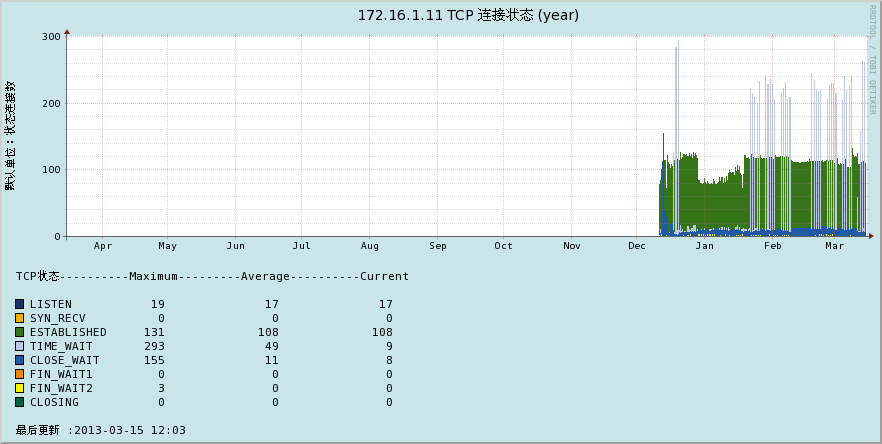 172.16.1.11 TCP 连接状态 (year)
RRDTOOL / TOBI OETIKER
默认单位：状态连接数
300
200
100
0
Apr May Jun Jul Aug Sep Oct Nov Dec Jan Feb Mar
TCP状态----------Maximum---------Average----------Current
LISTEN 19 17 17
SYN_RECV 0 0 0
ESTABLISHED 131 108 108
TIME_WAIT 293 49 9
CLOSE_WAIT 155 11 8
FIN_WAIT1 0 0 0
FIN_WAIT2 3 0 0
CLOSING 0 0 0
最后更新 :2013-03-15 12:03